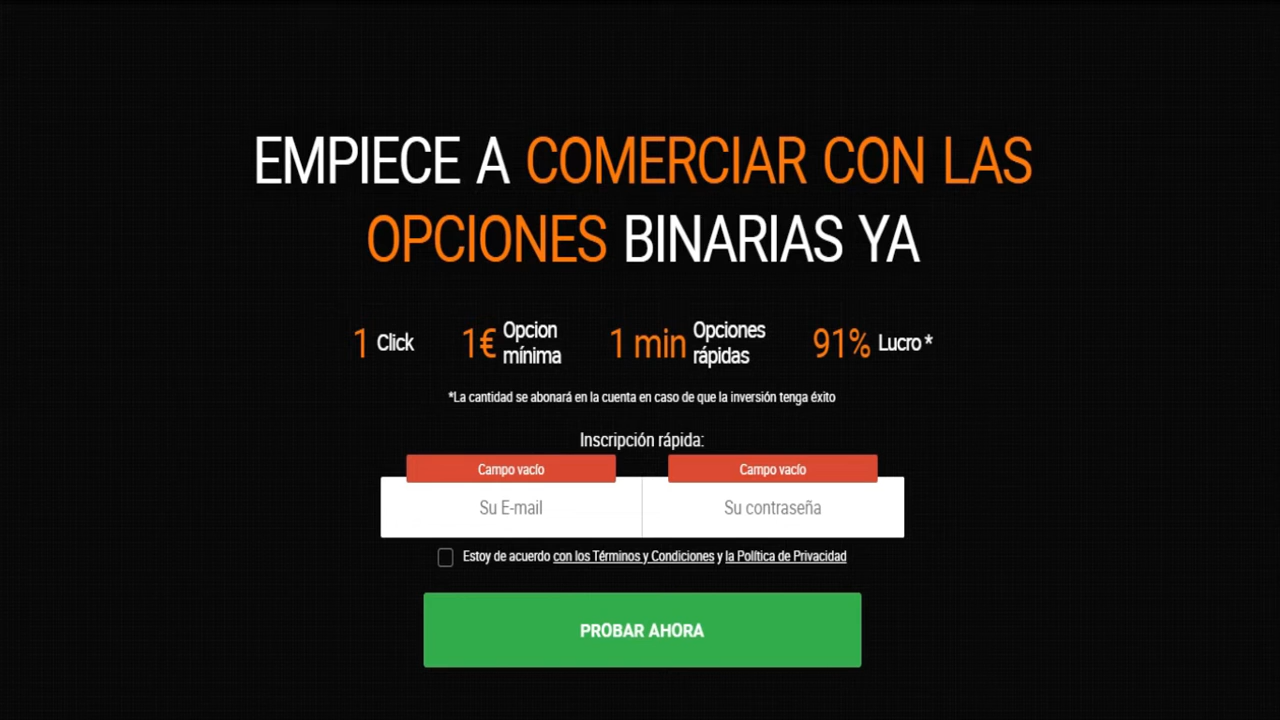 EMPIECE A COMERCIAR CON LAS
OPCIONES BINARIAS YA
1 Click
1€ Opcion mínima
1 min Opciones rápidas
91% Lucro *
*La cantidad se abonará en la cuenta en caso de que la inversión tenga éxito
Inscripción rápida:
Campo vacío Campo vacío
Su E-mail Su contraseña
Estoy de acuerdo con los Términos y Condiciones y la Política de Privacidad
PROBAR AHORA